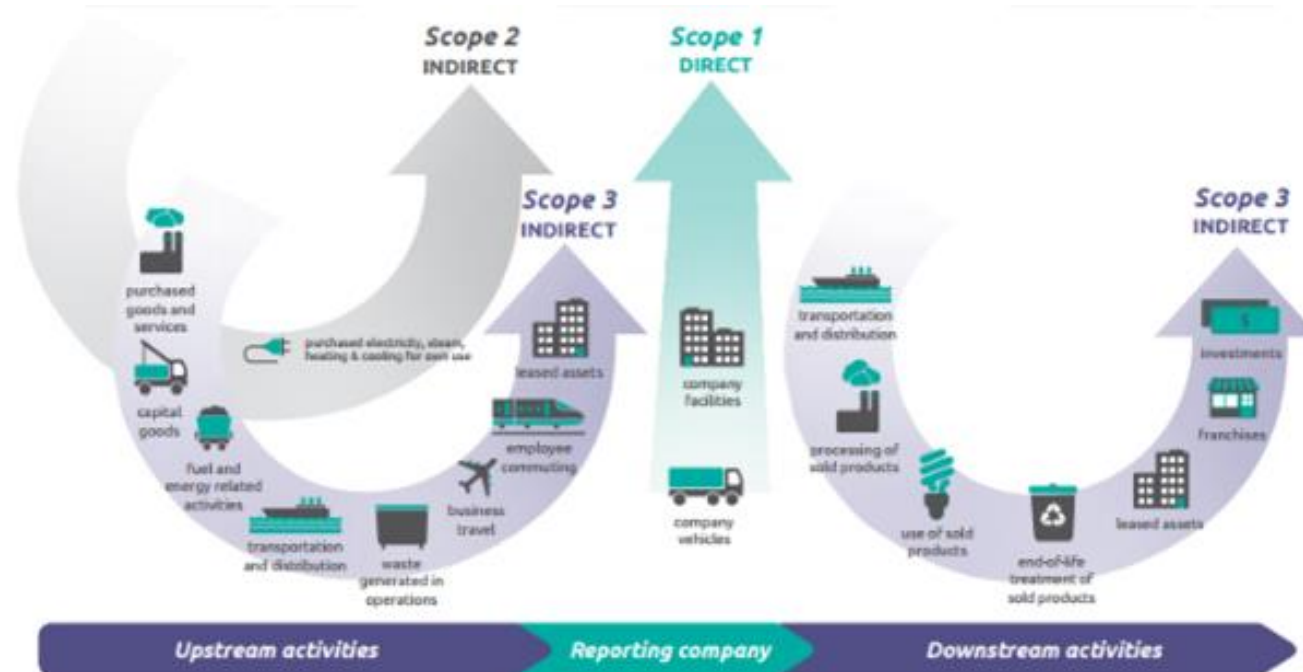 Scope 2
INDIRECT
Scope 1
DIRECT
Scope 3
INDIRECT
Scope 3
INDIRECT
purchased
goods and
services
capital
goods
fuel and
energy related
activities
transportation
and distribution
waste
generated in
operations
business
travel
employee
commuting
leased assets
purchased electricity, steam,
heating & cooling for own use
company
facilities
company
vehicles
transportation
and distribution
processing of
sold products
use of sold
products
end-of-life
treatment of
sold products
leased assets
franchises
investments
$
Upstream activities
Reporting company
Downstream activities